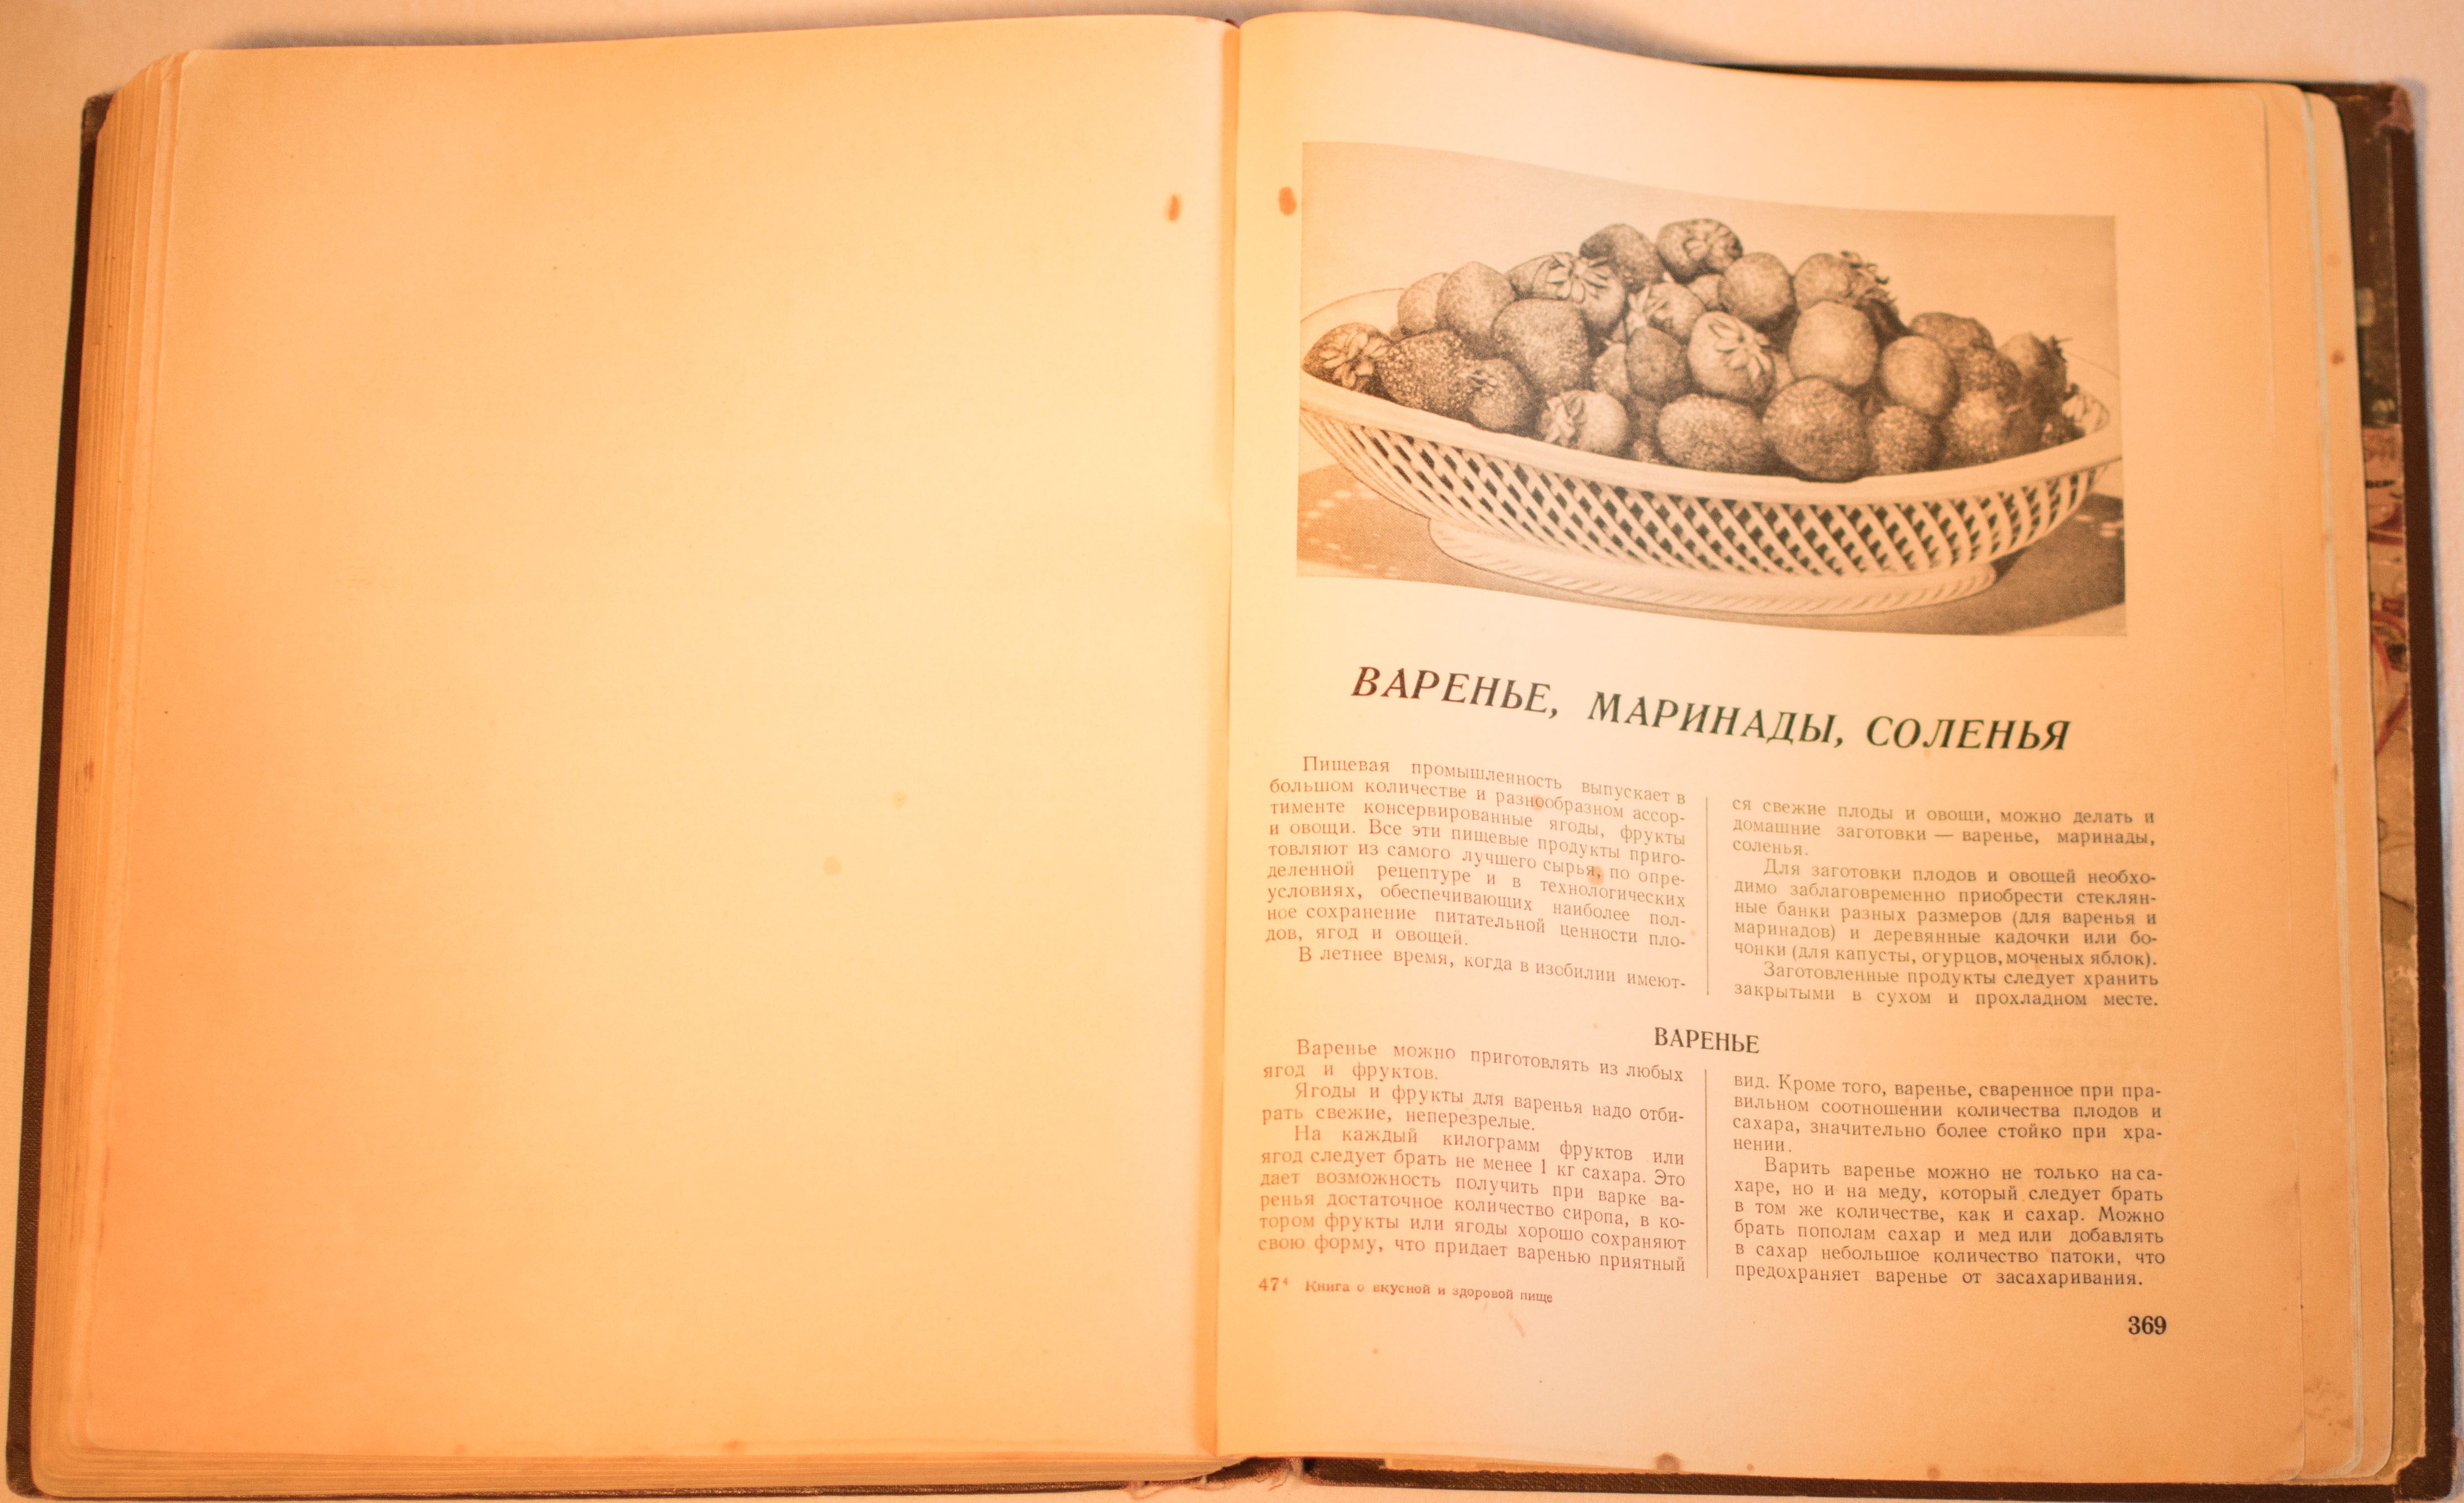 ВАРЕНЬЕ, МАРИНАДЫ, СОЛЕНЬЯ
Пищевая промышленность выпускает в
большом количестве и разнообразном ассор-
тименте консервированные ягоды, фрукты
и овощи. Все эти пищевые продукты приго-
товляют из самого лучшего сырья, по опре-
деленной рецептуре и в технологических
условиях, обеспечивающих наиболее пол-
ное сохранение питательной ценности пло-
дов, ягод и овощей.
В летнее время, когда в изобилии имеют-
ся свежие плоды и овощи, можно делать и
домашние заготовки — варенье, маринады,
соленья.
Для заготовки плодов и овощей необхо-
димо заблаговременно приобрести стеклян-
ные банки разных размеров (для варенья и
маринадов) и деревянные кадочки или бо-
чонки (для капусты, огурцов, моченых яблок).
Заготовленные продукты следует хранить
закрытыми в сухом и прохладном месте.
ВАРЕНЬЕ
Варенье можно приготовлять из любых
ягод и фруктов.
Ягоды и фрукты для варенья надо отби-
рать свежие, неперезрелые.
На каждый килограмм фруктов или
ягод следует брать не менее 1 кг сахара. Это
дает возможность получить при варке ва-
ренья достаточное количество сиропа, в ко-
тором фрукты или ягоды хорошо сохраняют
свою форму, что придает варенью приятный
вид. Кроме того, варенье, сваренное при пра-
вильном соотношении количества плодов и
сахара, значительно более стойко при хра-
нении.
Варить варенье можно не только на са-
харе, но и на меду, который следует брать
в том же количестве, как и сахар. Можно
брать пополам сахар и мед или добавлять
в сахар небольшое количество патоки, что
предохраняет варенье от засахаривания.
47⁴ Книга о вкусной и здоровой пище
369